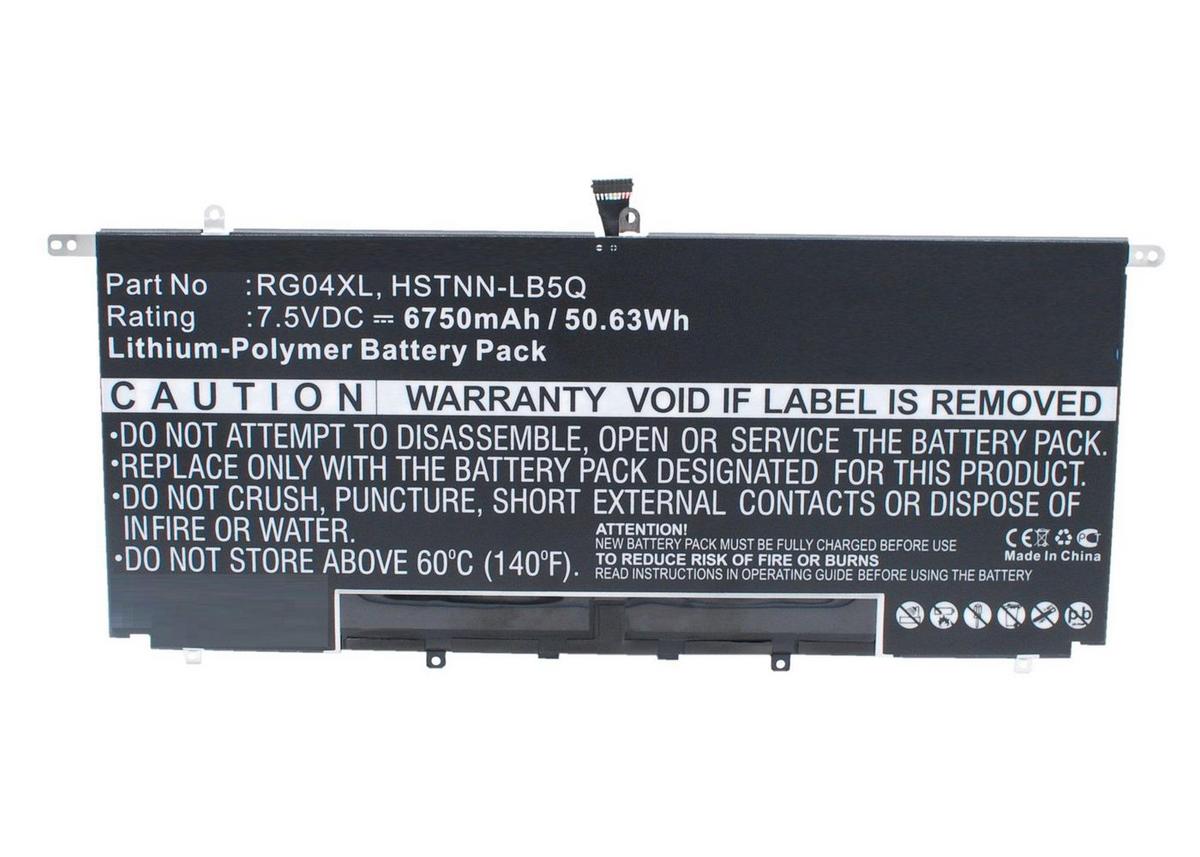 Part No :RG04XL, HSTNN-LB5Q
Rating :7.5VDC ⎓ 6750mAh / 50.63Wh
Lithium-Polymer Battery Pack
CAUTION WARRANTY VOID IF LABEL IS REMOVED
•DO NOT ATTEMPT TO DISASSEMBLE, OPEN OR SERVICE THE BATTERY PACK.
•REPLACE ONLY WITH THE BATTERY PACK DESIGNATED FOR THIS PRODUCT.
•DO NOT CRUSH, PUNCTURE, SHORT EXTERNAL CONTACTS OR DISPOSE OF
INFIRE OR WATER.
•DO NOT STORE ABOVE 60ºC (140ºF).
ATTENTION!
NEW BATTERY PACK MUST BE FULLY CHARGED BEFORE USE
TO REDUCE RISK OF FIRE OR BURNS
READ INSTRUCTIONS IN OPERATING GUIDE BEFORE USING THE BATTERY
CE
Made In China
Pb